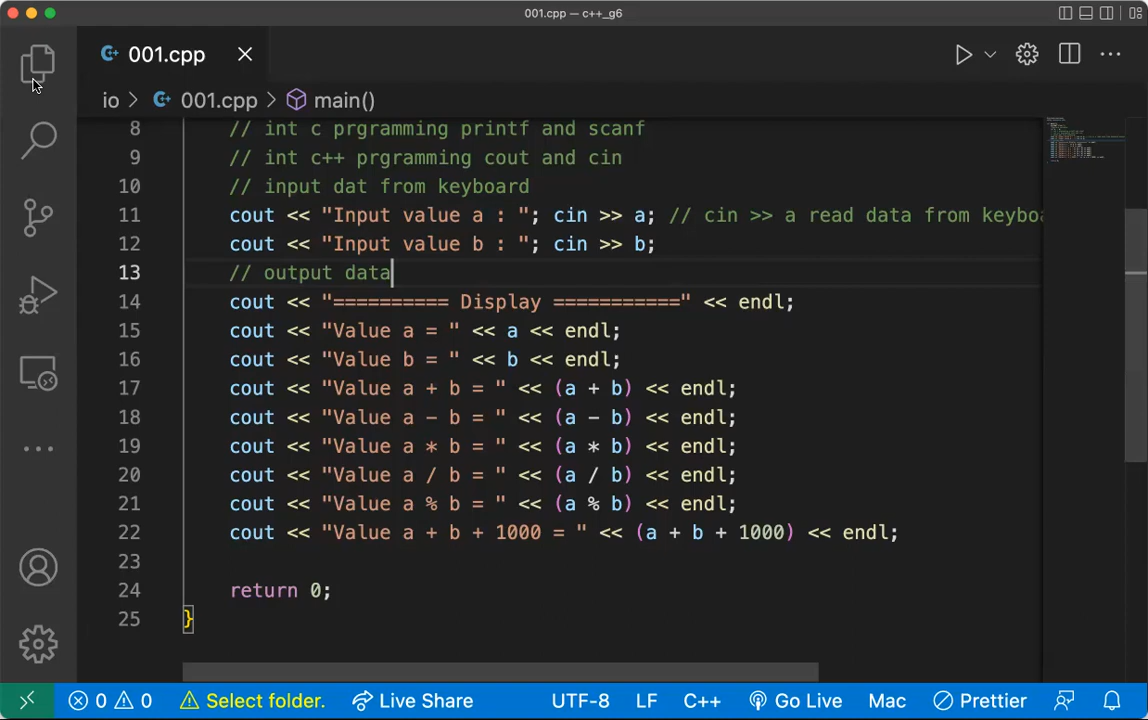 001.cpp — c++_g6
001.cpp
io > 001.cpp > main()
8 // int c prgramming printf and scanf
9 // int c++ prgramming cout and cin
10 // input dat from keyboard
11 cout << "Input value a : "; cin >> a; // cin >> a read data from keyboa
12 cout << "Input value b : "; cin >> b;
13 // output data
14 cout << "========== Display ===========" << endl;
15 cout << "Value a = " << a << endl;
16 cout << "Value b = " << b << endl;
17 cout << "Value a + b = " << (a + b) << endl;
18 cout << "Value a - b = " << (a - b) << endl;
19 cout << "Value a * b = " << (a * b) << endl;
20 cout << "Value a / b = " << (a / b) << endl;
21 cout << "Value a % b = " << (a % b) << endl;
22 cout << "Value a + b + 1000 = " << (a + b + 1000) << endl;
23
24 return 0;
25 }
0 0 Select folder. Live Share UTF-8 LF C++ Go Live Mac Prettier